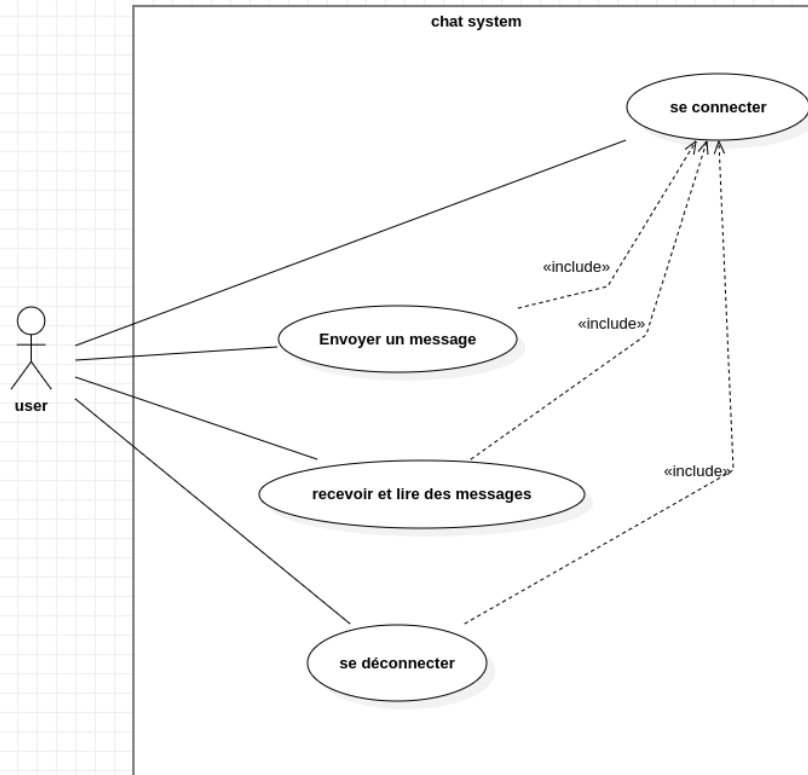 chat system
se connecter
«include»
«include»
Envoyer un message
user
«include»
recevoir et lire des messages
se déconnecter